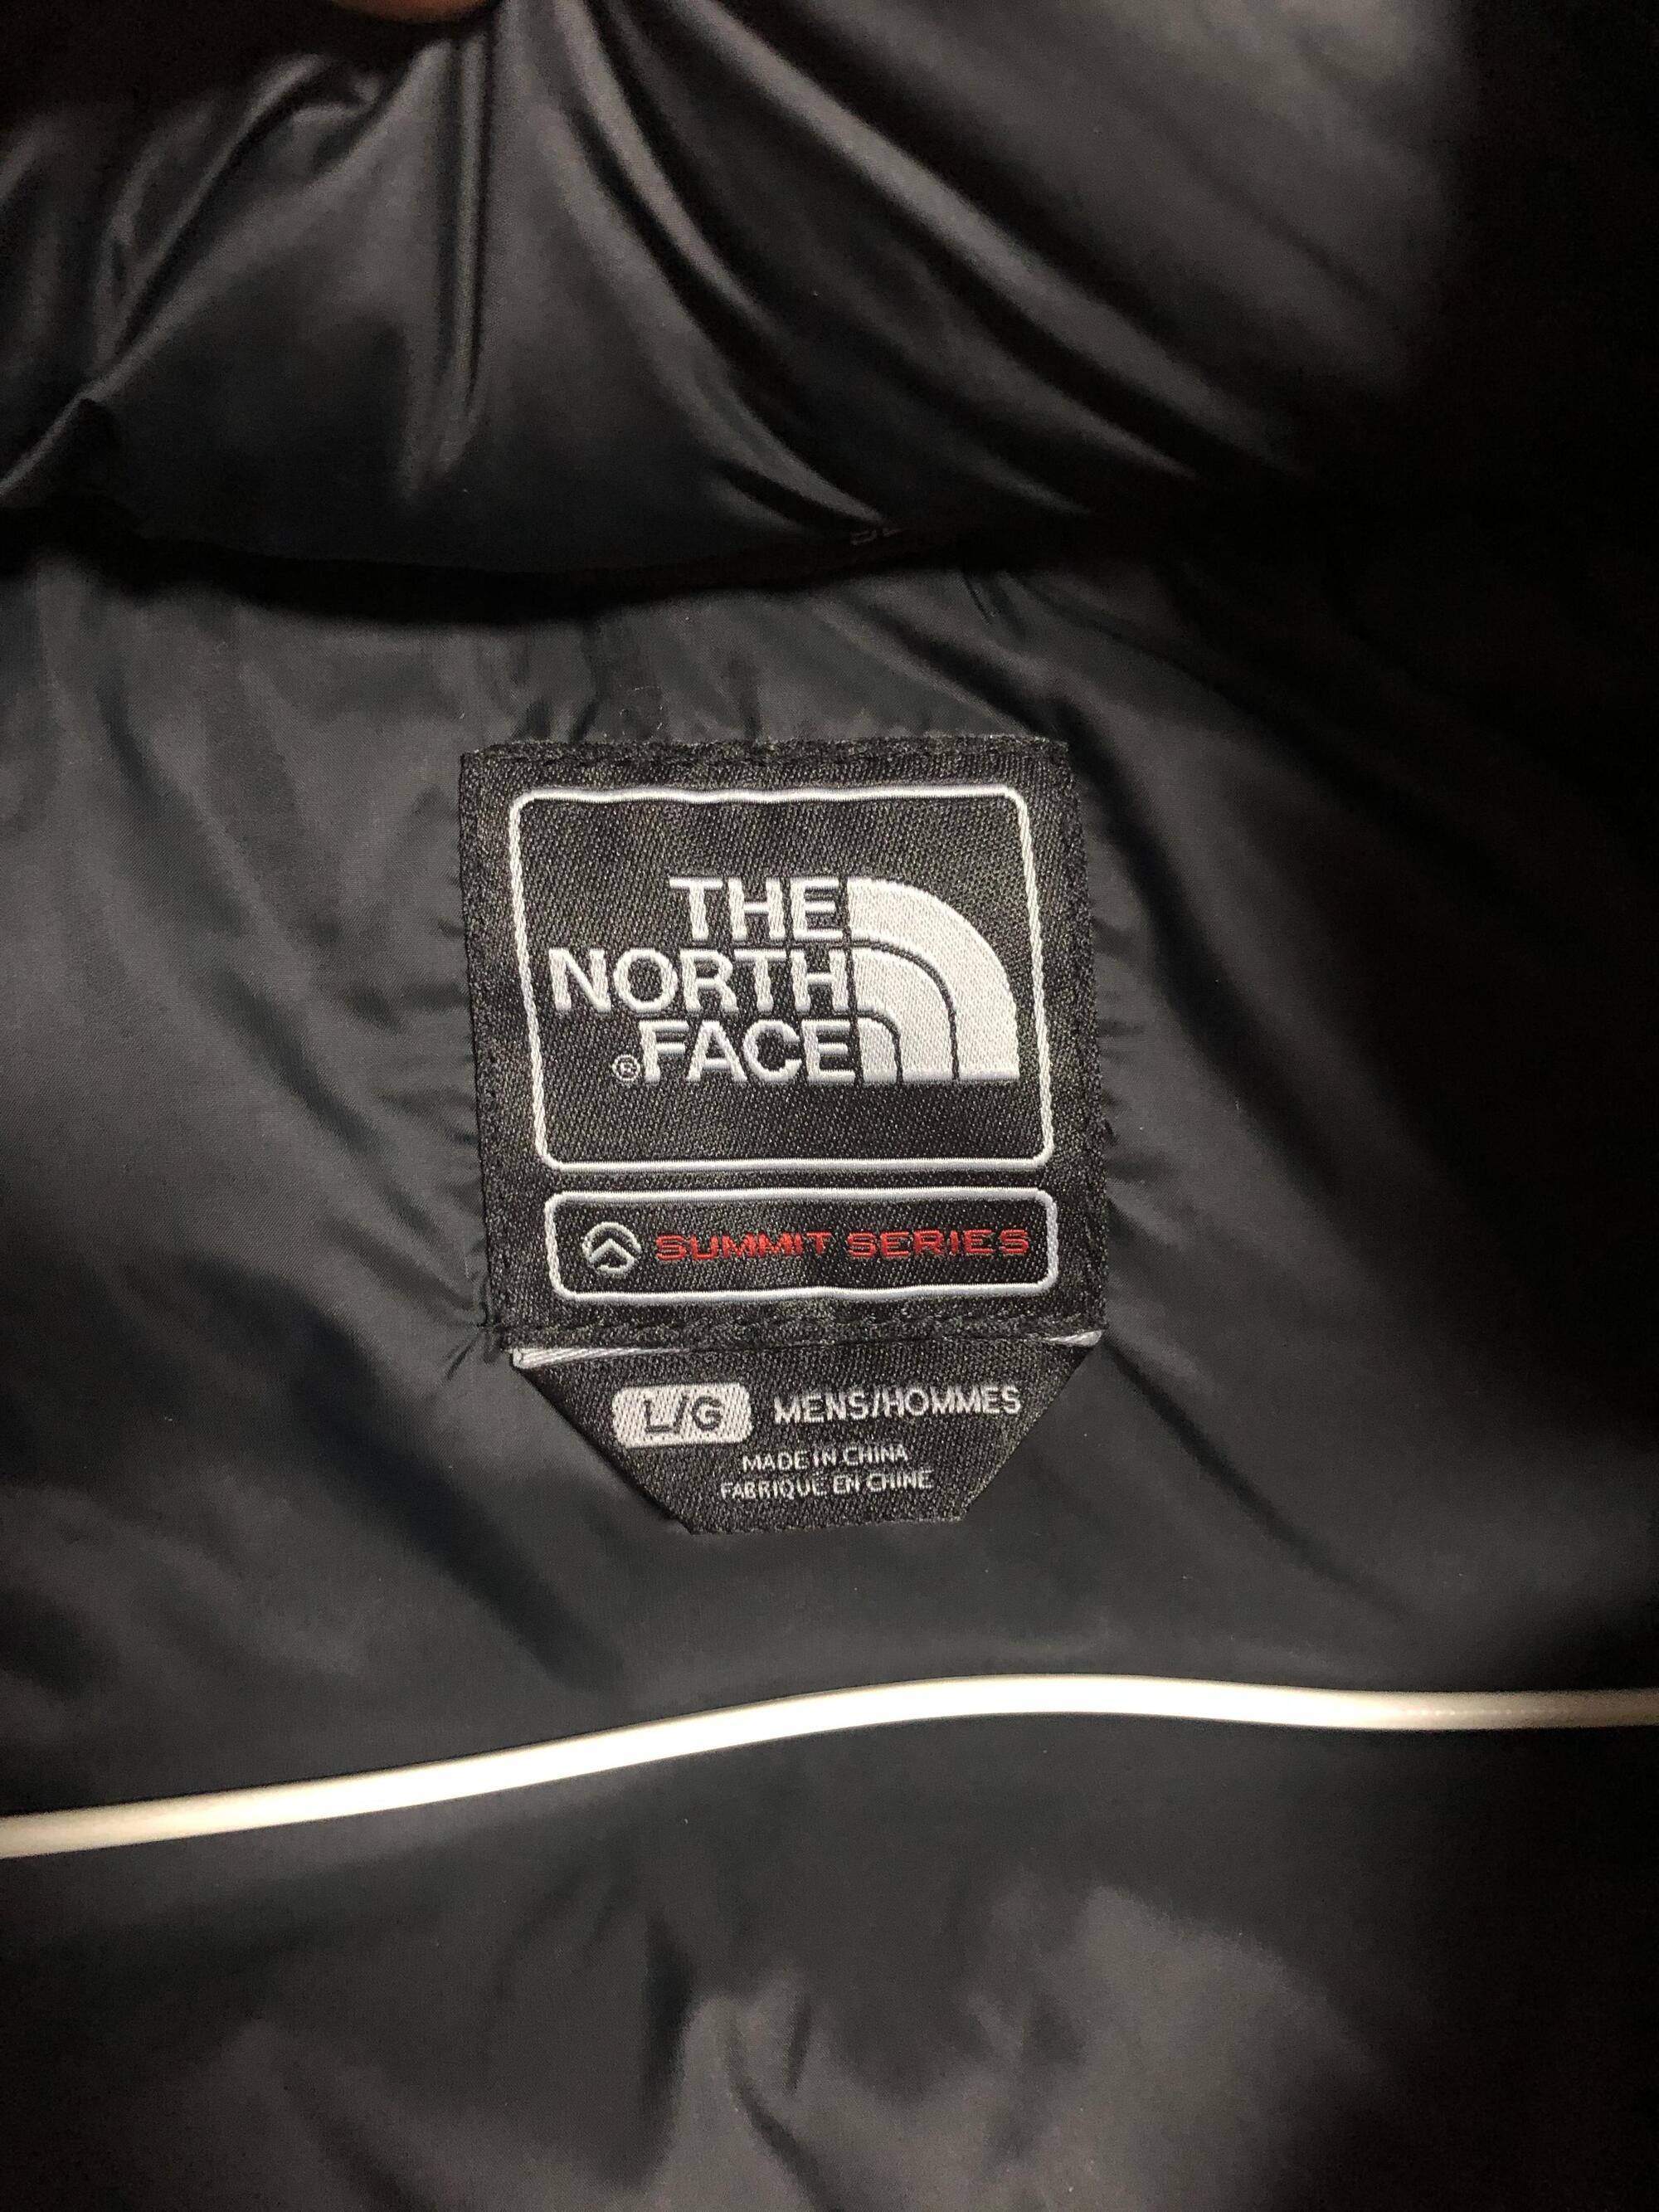 THE
NORTH
®FACE
SUMMIT SERIES
L/G MENS/HOMMES
MADE IN CHINA
FABRIQUE EN CHINE